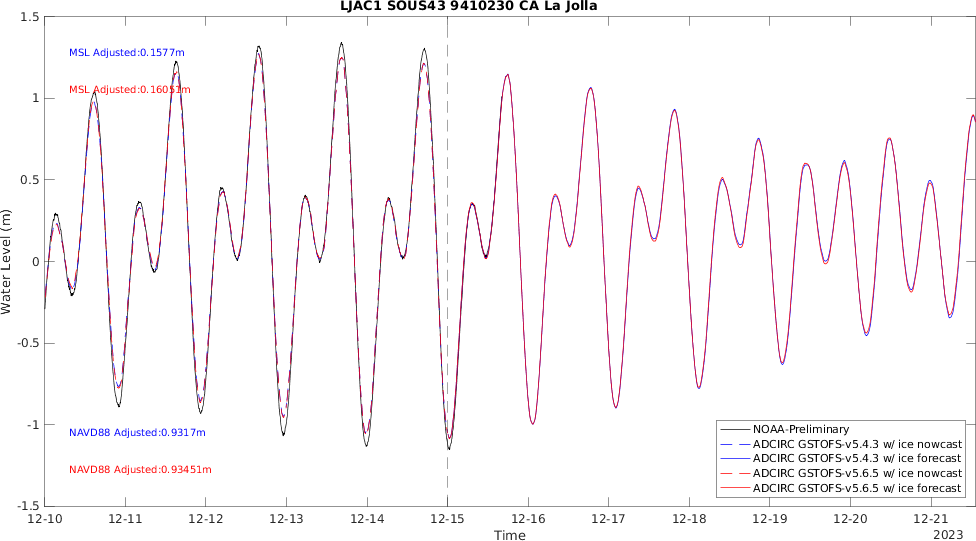 LJAC1 SOUS43 9410230 CA La Jolla
1.5
MSL Adjusted:0.1577m
1
MSL Adjusted:0.16051m
0.5
0
Water Level (m)
-0.5
-1
NAVD88 Adjusted:0.9317m
NAVD88 Adjusted:0.93451m
-1.5
NOAA-Preliminary
ADCIRC GSTOFS-v5.4.3 w/ ice nowcast
ADCIRC GSTOFS-v5.4.3 w/ ice forecast
ADCIRC GSTOFS-v5.6.5 w/ ice nowcast
ADCIRC GSTOFS-v5.6.5 w/ ice forecast
12-10 12-11 12-12 12-13 12-14 12-15 12-16 12-17 12-18 12-19 12-20 12-21
Time
2023